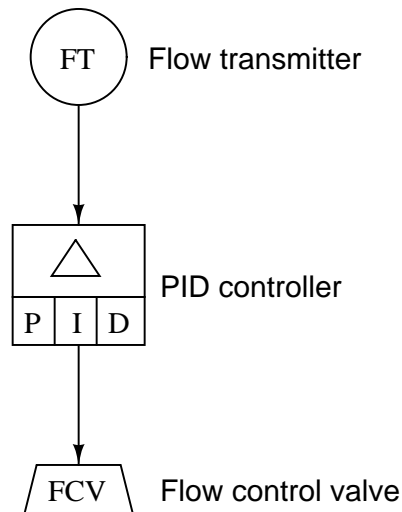 FT Flow transmitter
PID controller
P I D
FCV Flow control valve